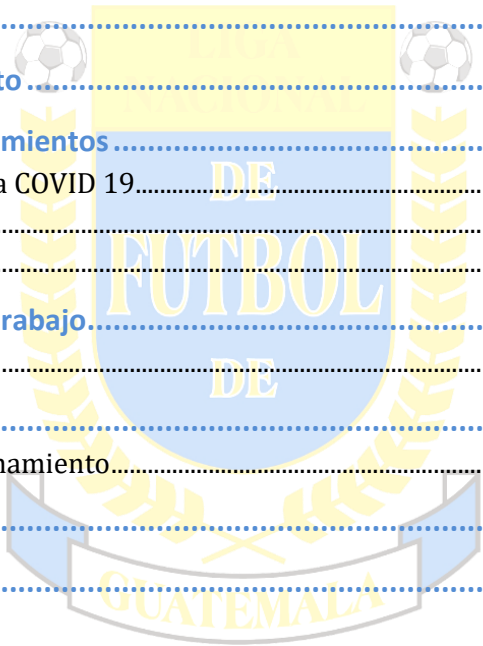 LIGA
to
NACIONAL
mientos
DE
a COVID 19
FUTBOL
rabajo
DE
namiento
GUATEMALA